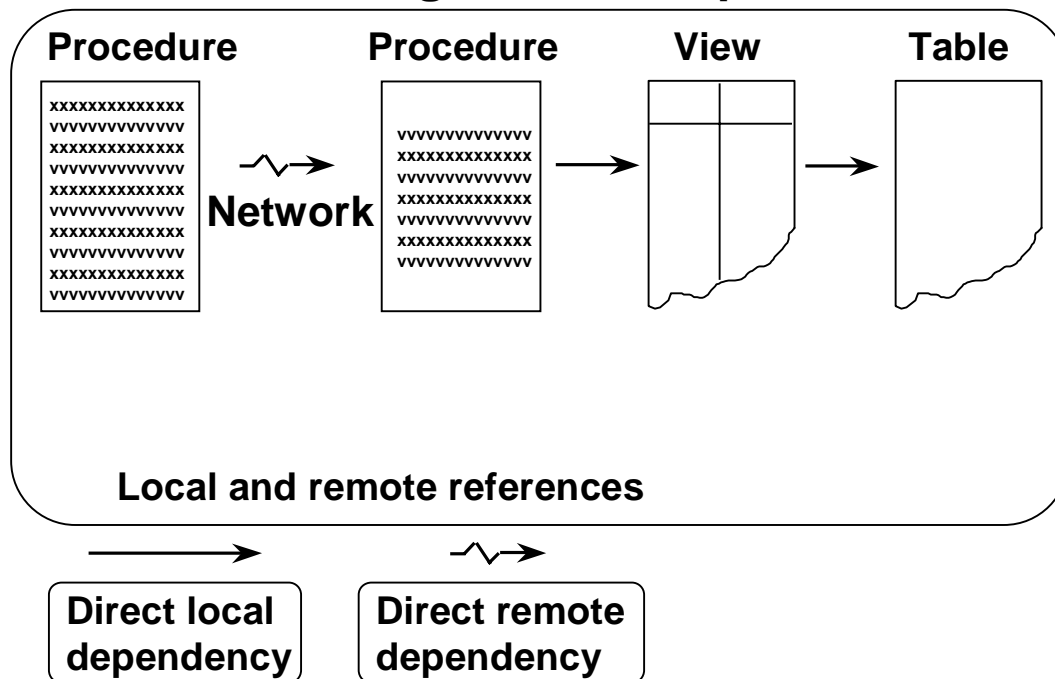 Procedure
xxxxxxxxxxxxxx
vvvvvvvvvvvvvv
xxxxxxxxxxxxxx
vvvvvvvvvvvvvv
xxxxxxxxxxxxxx
vvvvvvvvvvvvvv
xxxxxxxxxxxxxx
vvvvvvvvvvvvvv
xxxxxxxxxxxxxx
vvvvvvvvvvvvvv
Network
Procedure
vvvvvvvvvvvvvv
xxxxxxxxxxxxxx
vvvvvvvvvvvvvv
xxxxxxxxxxxxxx
vvvvvvvvvvvvvv
xxxxxxxxxxxxxx
vvvvvvvvvvvvvv
View
Table
Local and remote references
Direct local
dependency
Direct remote
dependency